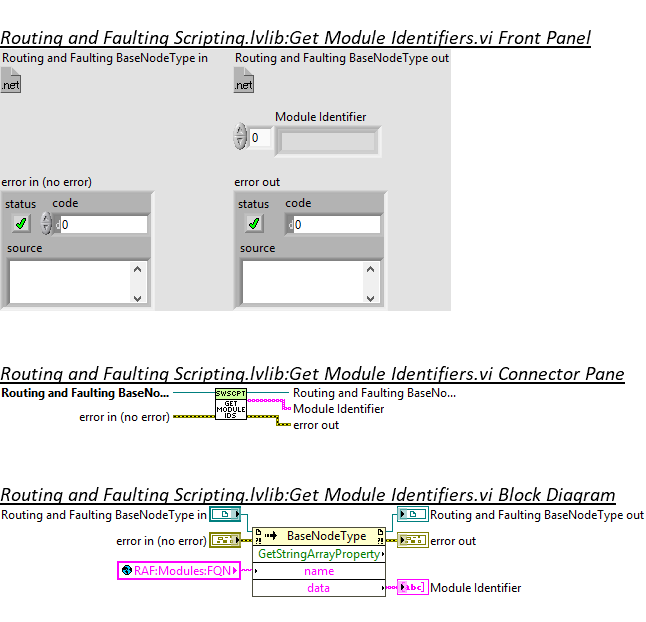 Routing and Faulting Scripting.lvlib:Get Module Identifiers.vi Front Panel
Routing and Faulting BaseNodeType in
Routing and Faulting BaseNodeType out
.net
.net
Module Identifier
0
error in (no error)
error out
status code
status code
d 0
d 0
source
source
Routing and Faulting Scripting.lvlib:Get Module Identifiers.vi Connector Pane
Routing and Faulting BaseNo...
SWSCPT
GET
MODULE
IDS
Routing and Faulting BaseNo...
Module Identifier
error in (no error)
error out
Routing and Faulting Scripting.lvlib:Get Module Identifiers.vi Block Diagram
Routing and Faulting BaseNodeType in
Routing and Faulting BaseNodeType out
BaseNodeType
error in (no error)
error out
GetStringArrayProperty
RAF:Modules:FQN
name
data
abc
Module Identifier